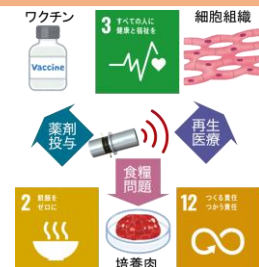 ワクチン
細胞組織
Vaccine
3 すべての人に
健康と福祉を
薬剤
投与
再生
医療
食糧
問題
2 飢餓を
ゼロに
12 つくる責任
つかう責任
培養肉